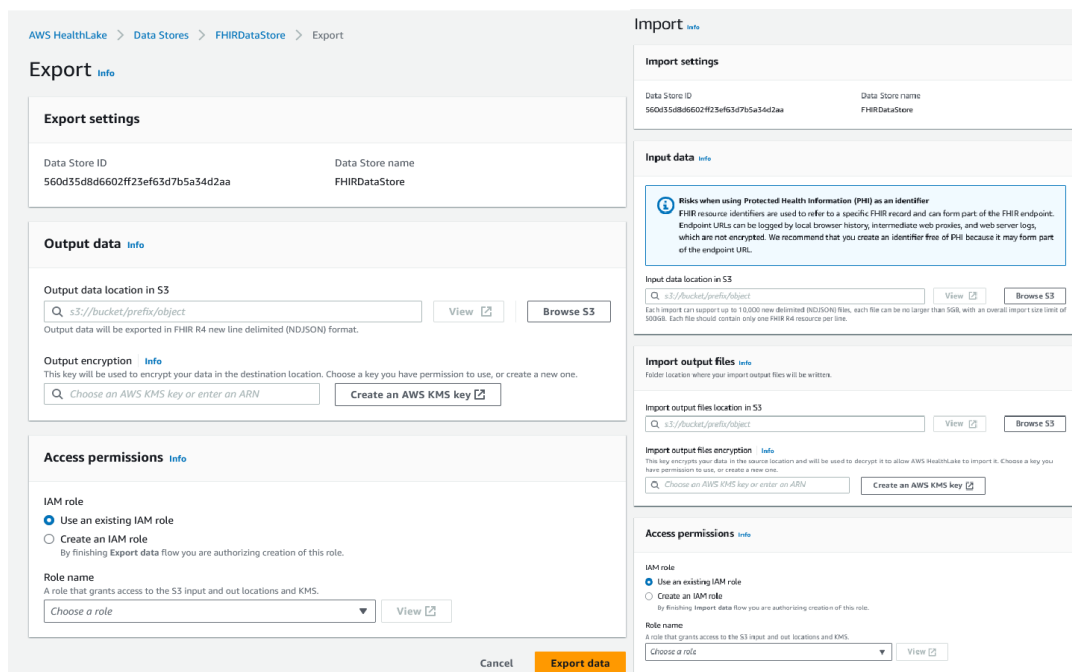 AWS HealthLake > Data Stores > FHIRDataStore > Export
Export Info
Export settings
Data Store ID
Data Store name
560d35d8d6602ff23ef63d7b5a34d2aa
FHIRDataStore
Output data Info
Output data location in S3
s3://bucket/prefix/object
View
Browse S3
Output data will be exported in FHIR R4 new line delimited (NDJSON) format.
Output encryption Info
This key will be used to encrypt your data in the destination location. Choose a key you have permission to use, or create a new one.
Choose an AWS KMS key or enter an ARN
Create an AWS KMS key
Access permissions Info
IAM role
Use an existing IAM role
Create an IAM role
By finishing Export data flow you are authorizing creation of this role.
Role name
A role that grants access to the S3 input and out locations and KMS.
Choose a role
View
Cancel
Export data
Import Info
Import settings
Data Store ID
Data Store name
560d35d8d6602ff23ef63d7b5a34d2aa
FHIRDataStore
Input data Info
Risks when using Protected Health Information (PHI) as an identifier
FHIR resource identifiers are used to refer to a specific FHIR record and can form part of the FHIR endpoint.
Endpoint URLs can be logged by local browser history, intermediate web proxies, and web server logs,
which are not encrypted. We recommend that you create an identifier free of PHI because it may form part
of the endpoint URL.
Input data location in S3
s3://bucket/prefix/object
View
Browse S3
Each import can support up to 10,000 new delimited (NDJSON) files, each file can be no larger than 5GB, with an overall import size limit of
500GB. Each file should contain only one FHIR R4 resource per line.
Import output files Info
Folder location where your import output files will be written.
Import output files location in S3
s3://bucket/prefix/object
View
Browse S3
Import output files encryption Info
This key encrypts your data in the source location and will be used to decrypt it to allow AWS HealthLake to import it. Choose a key you
have permission to use, or create a new one.
Choose an AWS KMS key or enter an ARN
Create an AWS KMS key
Access permissions Info
IAM role
Use an existing IAM role
Create an IAM role
By finishing Import data flow you are authorizing creation of this role.
Role name
A role that grants access to the S3 input and out locations and KMS.
Choose a role
View